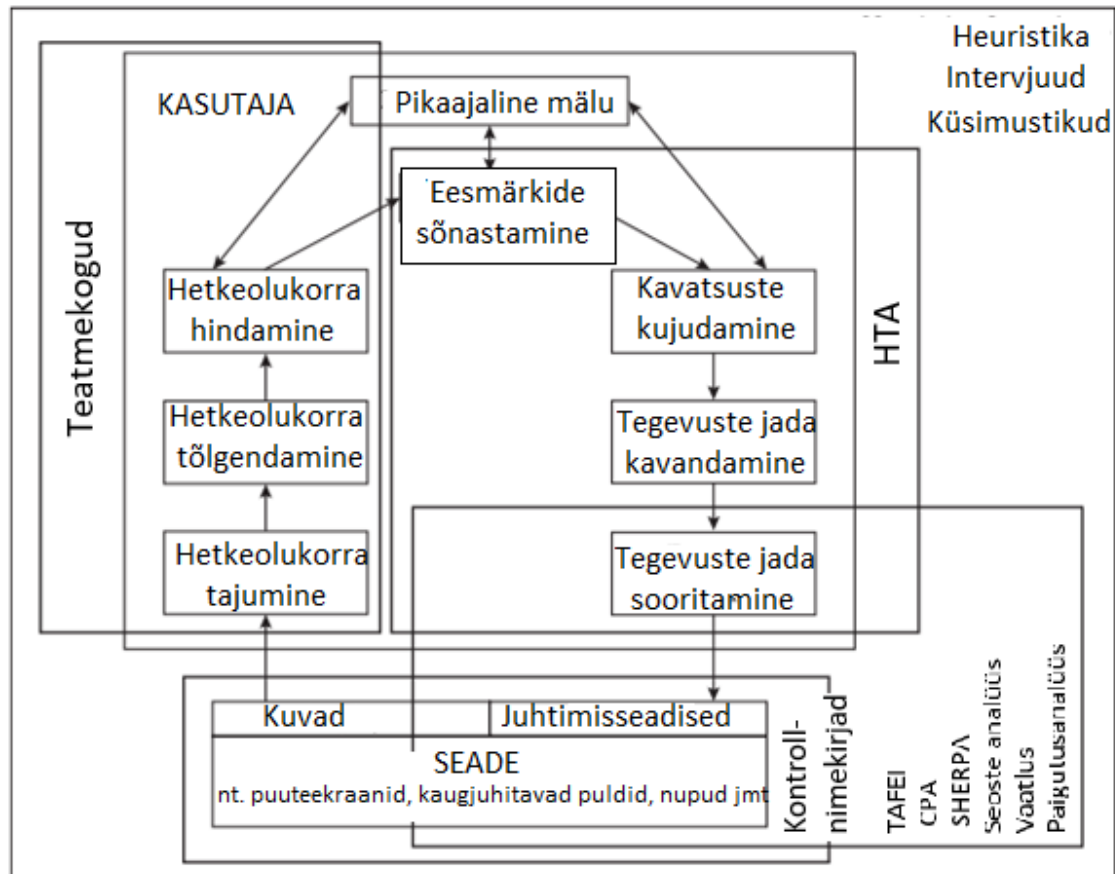 Heuristika
Intervjuud
Küsimustikud
KASUTAJA
Pikaajaline mälu
Eesmärkide
sõnastamine
Teatmekogud
Hetkeolukorra
hindamine
Kavatsuste
kujudamine
HTA
Hetkeolukorra
tõlgendamine
Tegevuste jada
kavandamine
Hetkeolukorra
tajumine
Tegevuste jada
sooritamine
Kuvad
Juhtimisseadised
SEADE
nt. puuteekraanid, kaugjuhitavad puldid, nupud jmt
Kontroll-
nimekirjad
TAFEI
CPA
SHERPA
Seoste analüüs
Vaatlus
Paigutusanalüüs